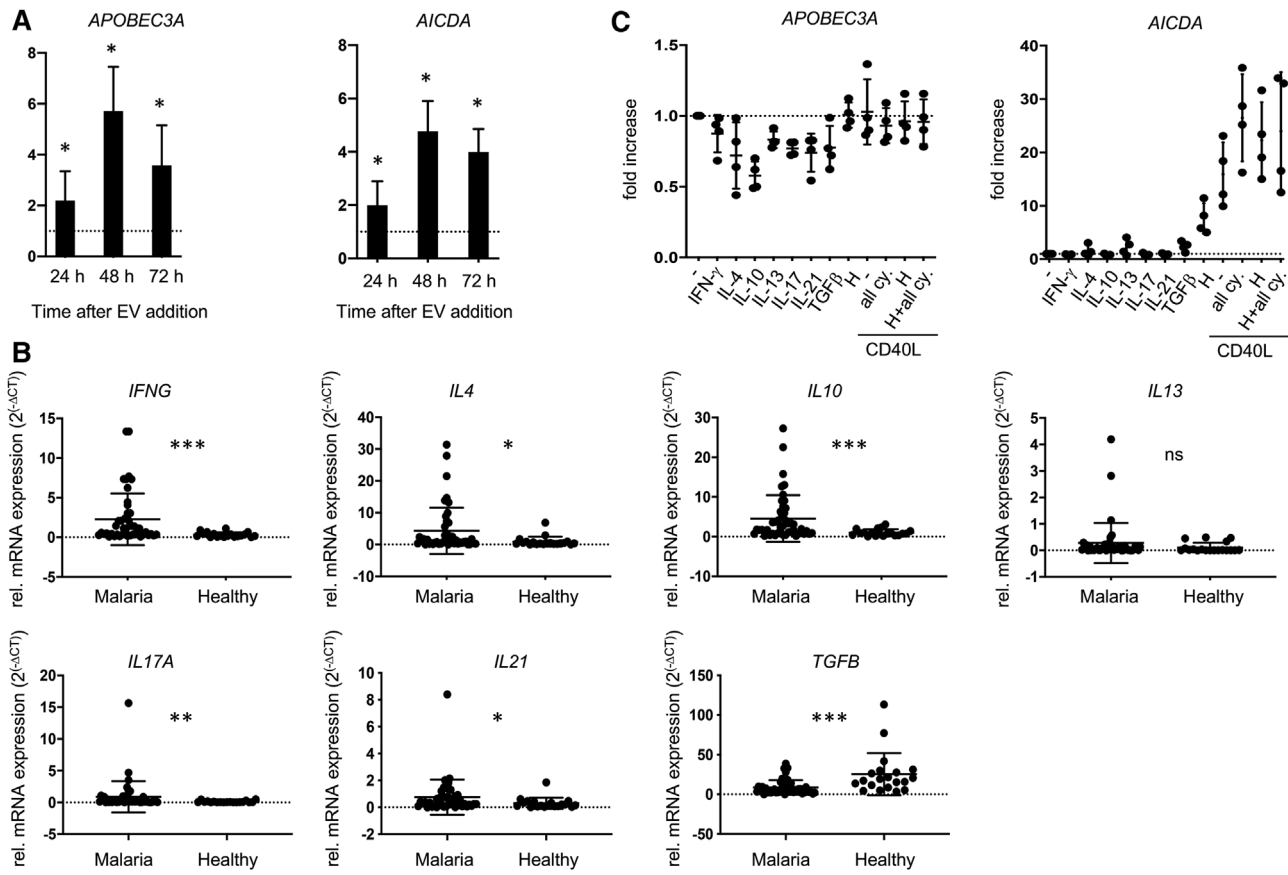 A
APOBEC3A
8
6
4
2
0
*
*
*
24 h 48 h 72 h
Time after EV addition
AICDA
8
6
4
2
0
*
*
*
24 h 48 h 72 h
Time after EV addition
C
APOBEC3A
fold increase
1.5
1.0
0.5
0.0
-
IFN-γ
IL-4
IL-10
IL-13
IL-17
IL-21
TGFβ
H
-
all cy.
H
H+all cy.
CD40L
AICDA
fold increase
40
30
20
10
0
-
IFN-γ
IL-4
IL-10
IL-13
IL-17
IL-21
TGFβ
H
-
all cy.
H
H+all cy.
CD40L
B
IFNG
rel. mRNA expression (2(-ΔCT))
15
10
5
0
-5
***
Malaria Healthy
IL4
rel. mRNA expression (2(-ΔCT))
40
30
20
10
0
-10
*
Malaria Healthy
IL10
rel. mRNA expression (2(-ΔCT))
30
20
10
0
-10
***
Malaria Healthy
IL13
rel. mRNA expression (2(-ΔCT))
5
4
3
2
1
0
-1
ns
Malaria Healthy
IL17A
rel. mRNA expression (2(-ΔCT))
20
15
10
5
0
-5
**
Malaria Healthy
IL21
rel. mRNA expression (2(-ΔCT))
10
8
6
4
2
0
-2
*
Malaria Healthy
TGFB
rel. mRNA expression (2(-ΔCT))
150
100
50
0
-50
***
Malaria Healthy